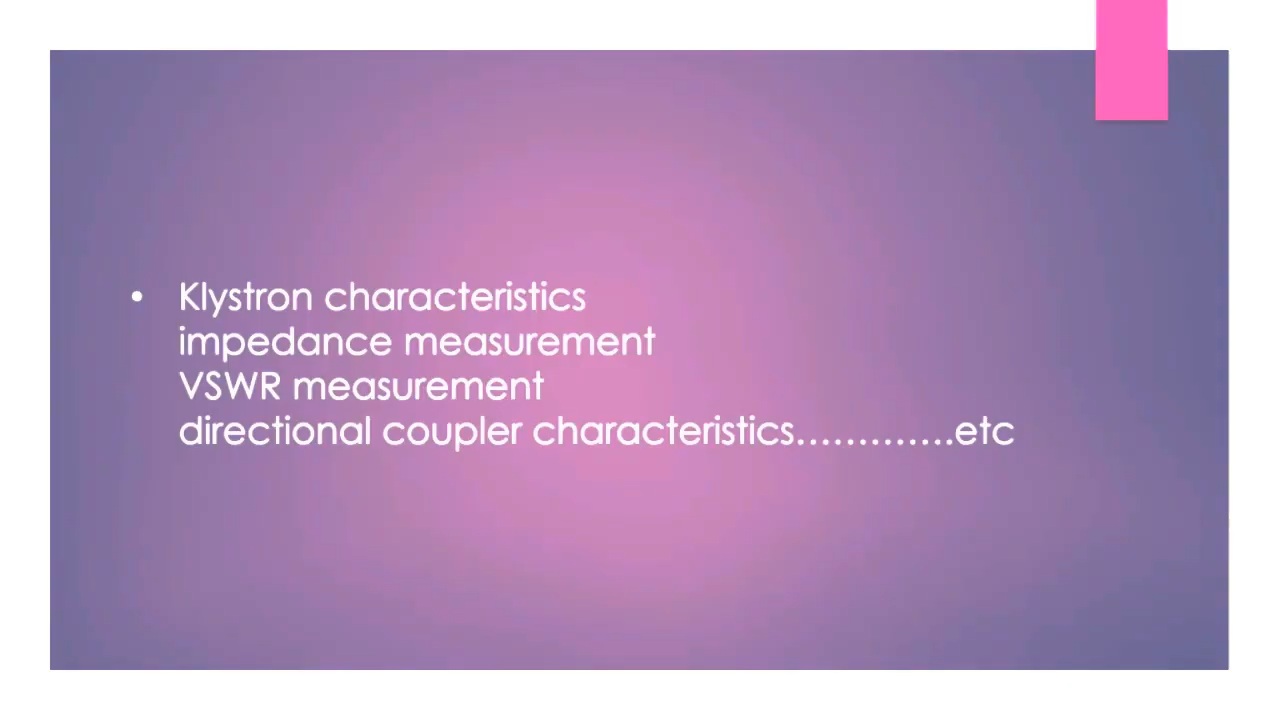 • Klystron characteristics
impedance measurement
VSWR measurement
directional coupler characteristics.............etc